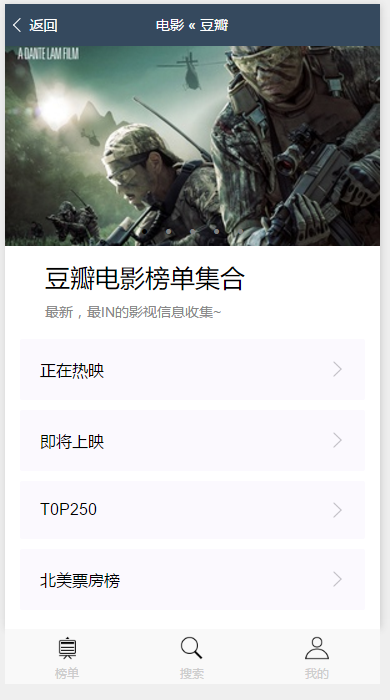 返回
电影 « 豆瓣
A DANTE LAM FILM
豆瓣电影榜单集合
最新，最IN的影视信息收集~
正在热映
即将上映
TOP250
北美票房榜
榜单
搜索
我的